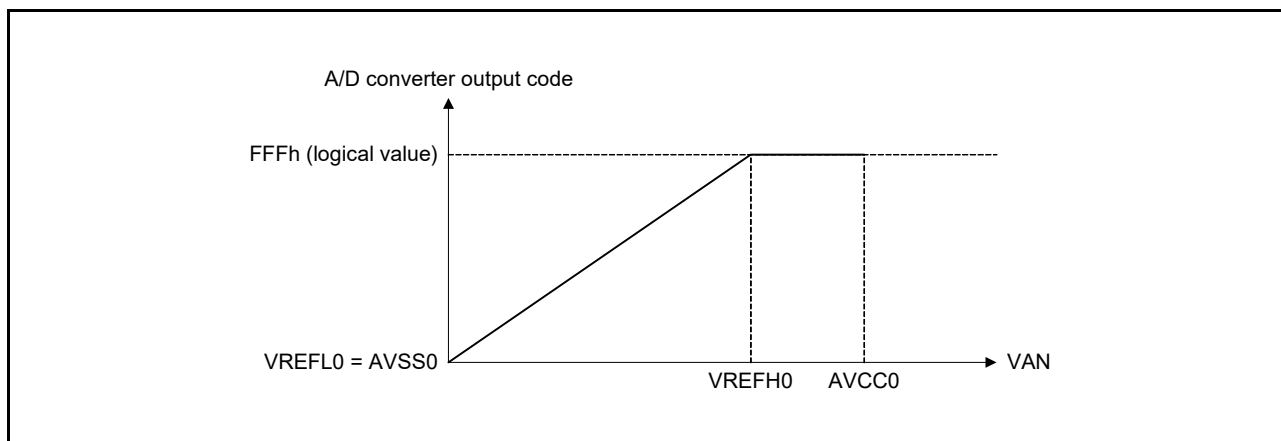 A/D converter output code
FFFh (logical value)
VREFL0 = AVSS0
VAN
VREFH0
AVCC0